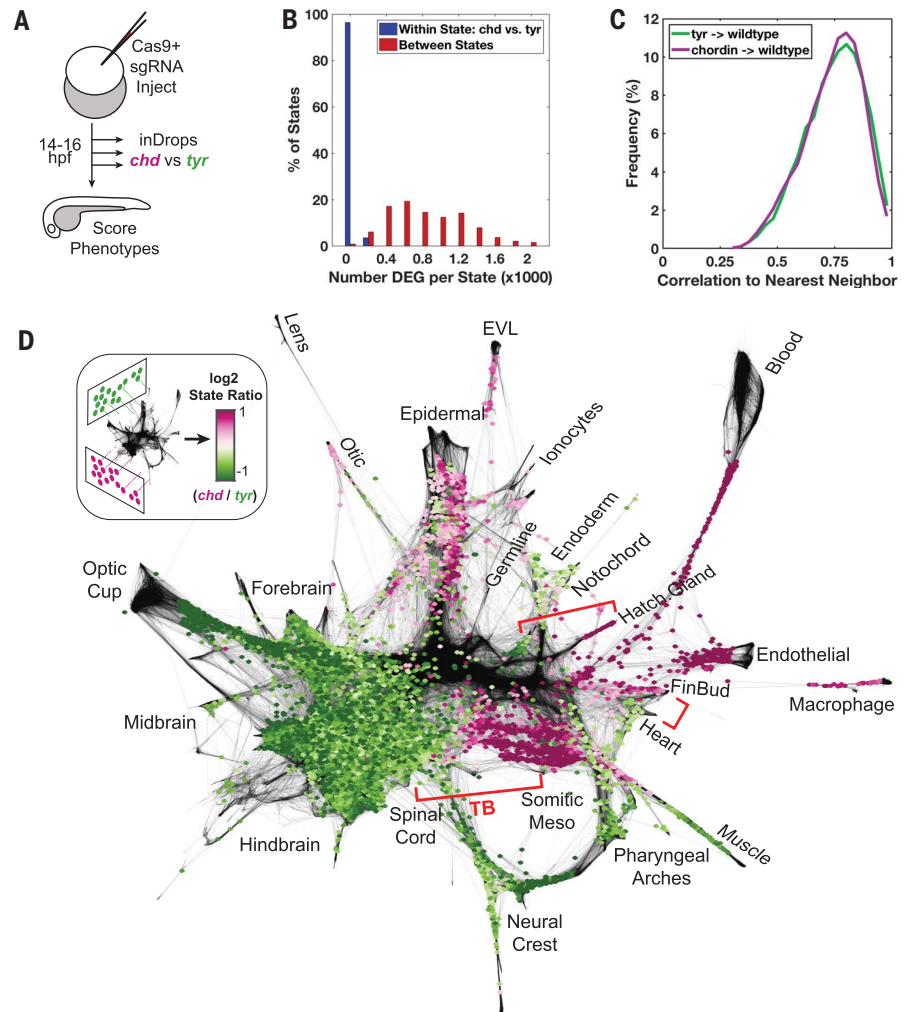 A
Cas9+
sgRNA
Inject
14-16
hpf
inDrops
chd vs tyr
Score
Phenotypes
B
100
80
60
40
20
0
% of States
Within State: chd vs. tyr
Between States
0 0.4 0.8 1.2 1.6 2
Number DEG per State (x1000)
C
12
10
8
6
4
2
0
Frequency (%)
tyr -> wildtype
chordin -> wildtype
0 0.25 0.5 0.75 1
Correlation to Nearest Neighbor
D
log2
State Ratio
1
-1
(chd / tyr)
Lens
EVL
Blood
Epidermal
Otic
Ionocytes
Germline
Endoderm
Notochord
Hatch.Gland
Optic
Cup
Forebrain
Endothelial
FinBud
Macrophage
Heart
Midbrain
Spinal
Cord
TB
Somitic
Meso
Hindbrain
Muscle
Pharyngeal
Arches
Neural
Crest